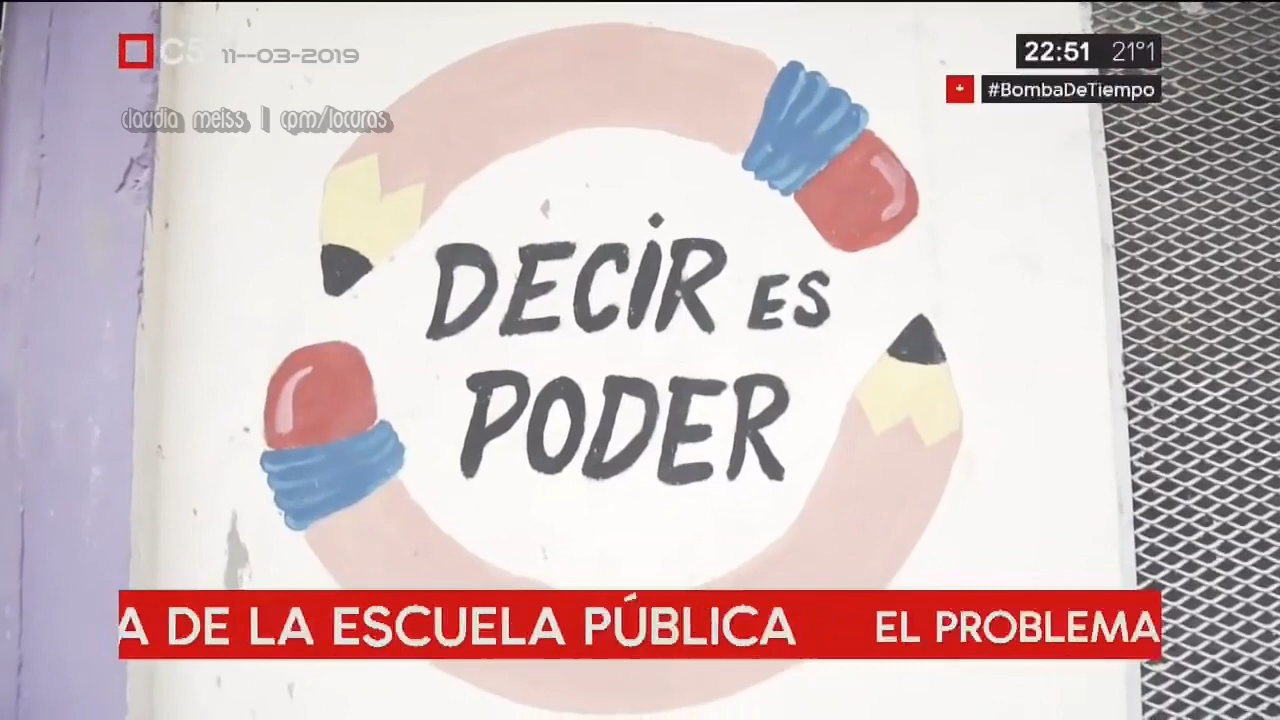 C5
11--03-2019
22:51 21°1
#BombaDeTiempo
claudia meiss | cpm/locuras
DECIR ES
PODER
A DE LA ESCUELA PÚBLICA EL PROBLEMA